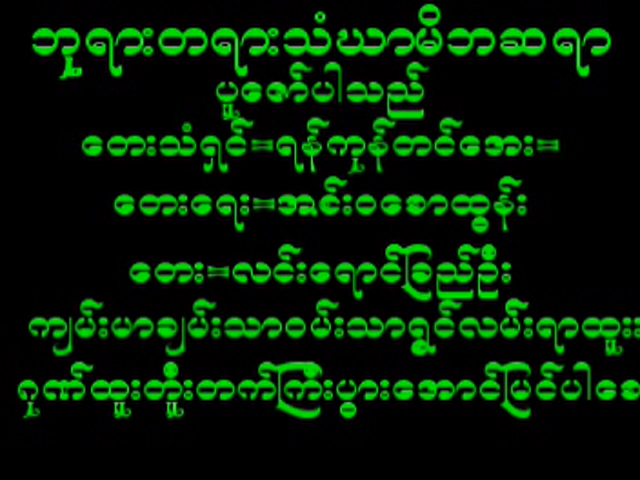 ဘုရားတရားသံဃာမိဘဆရာ
ပူဇော်ပါသည်
တေးသံရှင်=ရန်ကုန်တင်အေး=
တေးရေး=အင်းဝစောထွန်း
တေး=လင်းရောင်ခြည်ဦး
ကျမ်းမာချမ်းသာဝမ်းသာရွှင်လမ်းရာထူး
ဂုဏ်ထူးတိုးတက်ကြီးပွားအောင်မြင်ပါစေ